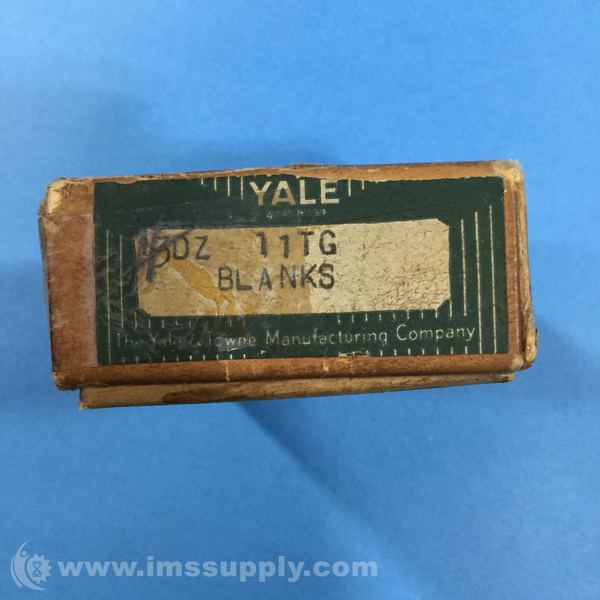 YALE
DZ 11TG
BLANKS
The Yale & Towne Manufacturing Company
www.imssupply.com